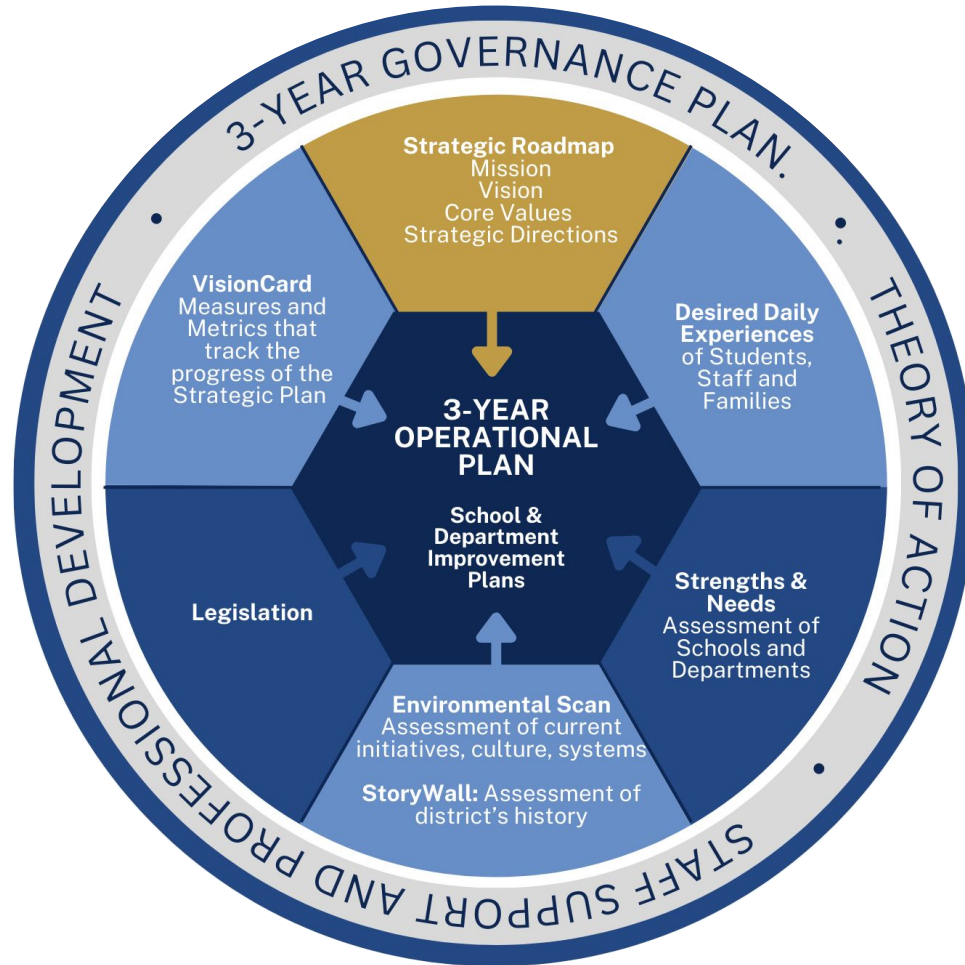 3-YEAR GOVERNANCE PLAN.
THEORY OF ACTION
STAFF SUPPORT AND PROFESSIONAL DEVELOPMENT
Strategic Roadmap
Mission
Vision
Core Values
Strategic Directions
VisionCard
Measures and
Metrics that
track the
progress of the
Strategic Plan
Desired Daily
Experiences
of Students,
Staff and
Families
3-YEAR
OPERATIONAL
PLAN
School &
Department
Improvement
Plans
Legislation
Strengths &
Needs
Assessment of
Schools and
Departments
Environmental Scan
Assessment of current
initiatives, culture, systems
StoryWall: Assessment of
district’s history